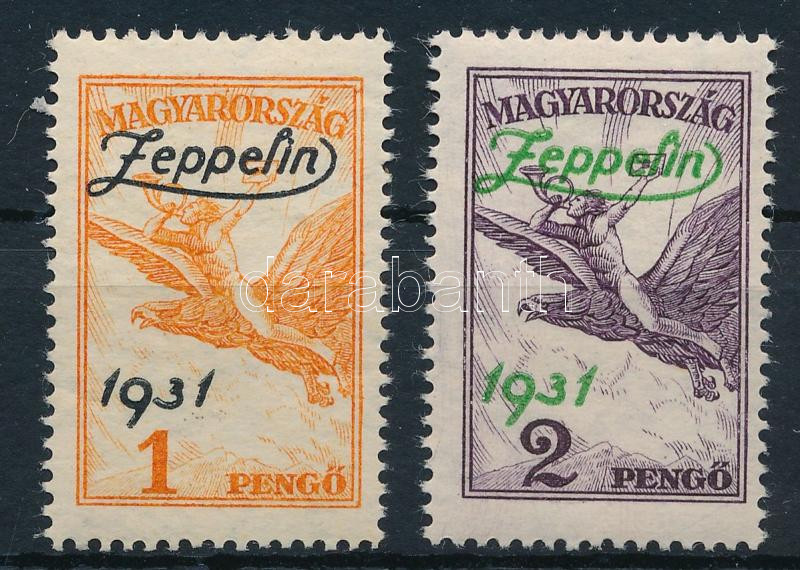 MAGYARORSZÁG
Zeppelin
1931
1 PENGŐ
MAGYARORSZÁG
Zeppelin
1931
2 PENGŐ
darabanth